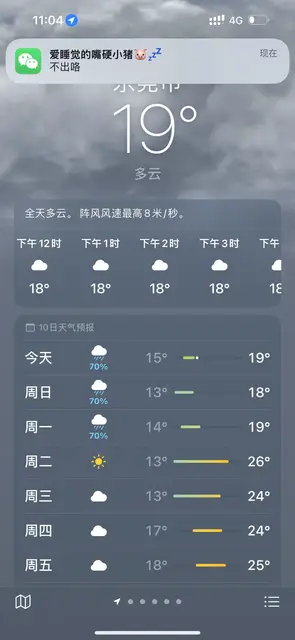 11:04
4G
爱睡觉的嘴硬小猪🐷💤
现在
不出咯
东莞市
19°
多云
全天多云。阵风风速最高8米/秒。
下午12时 下午1时 下午2时 下午3时 下午
18° 18° 18° 18° 18
10日天气预报
今天 70% 15° 19°
周日 70% 13° 18°
周一 70% 14° 19°
周二 13° 26°
周三 13° 24°
周四 17° 24°
周五 18° 25°